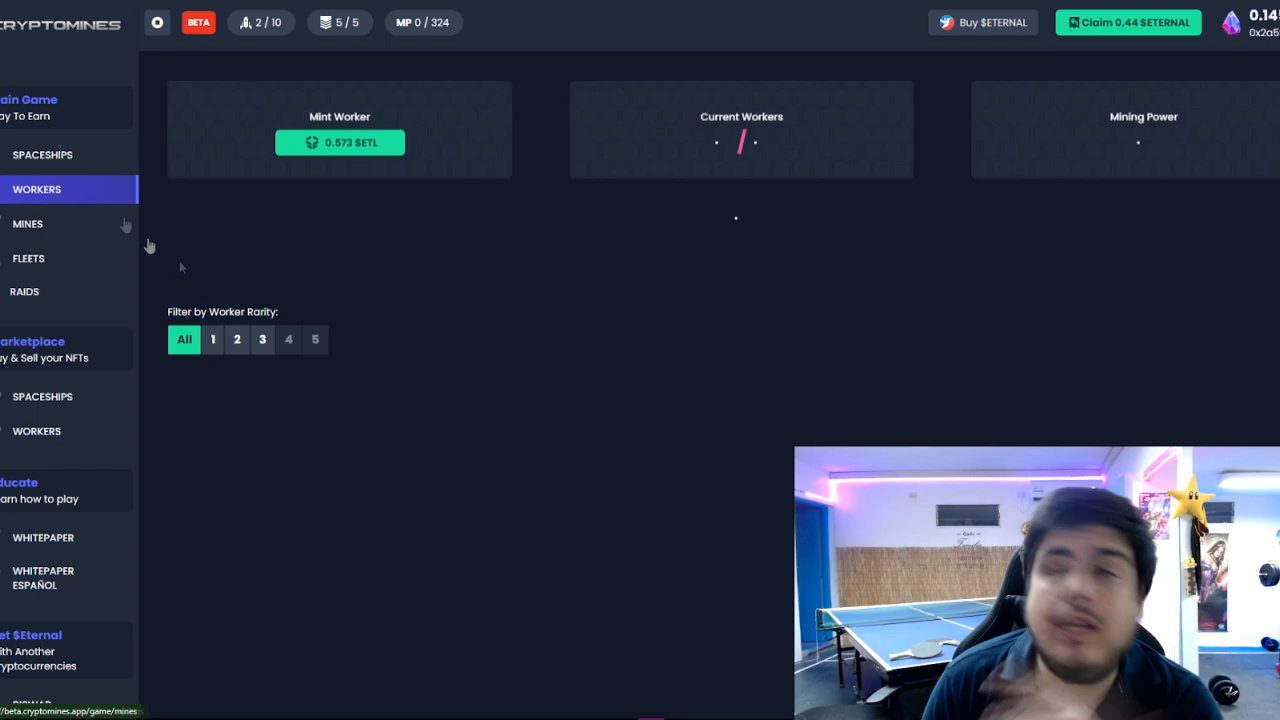 CRYPTOMINES
BETA
2 / 10
5 / 5
MP 0 / 324
Buy $ETERNAL
Claim 0.44 $ETERNAL
0.14
0x2a5
ain Game
ay To Earn
SPACESHIPS
WORKERS
MINES
FLEETS
RAIDS
arketplace
uy & Sell your NFTs
SPACESHIPS
WORKERS
ducate
arn how to play
WHITEPAPER
WHITEPAPER
ESPAÑOL
et $Eternal
ith Another
ryptocurrencies
Mint Worker
0.573 $ETL
Current Workers
/
Mining Power
Filter by Worker Rarity:
All 1 2 3 4 5
//beta.cryptomines.app/game/mines